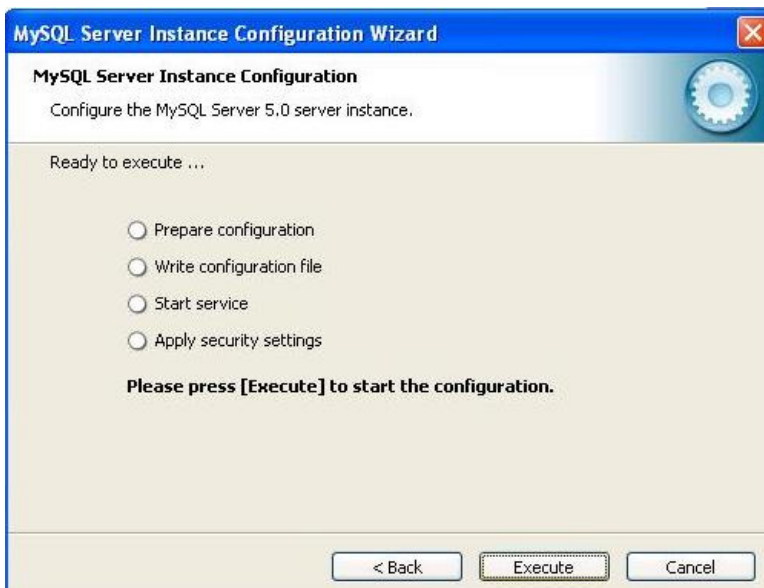 MySQL Server Instance Configuration Wizard
MySQL Server Instance Configuration
Configure the MySQL Server 5.0 server instance.
Ready to execute ...
Prepare configuration
Write configuration file
Start service
Apply security settings
Please press [Execute] to start the configuration.
< Back Execute Cancel